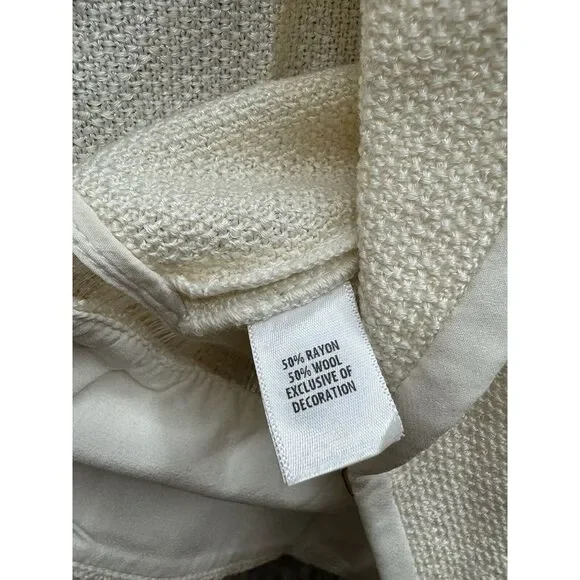 50% RAYON
50% WOOL
EXCLUSIVE OF
DECORATION